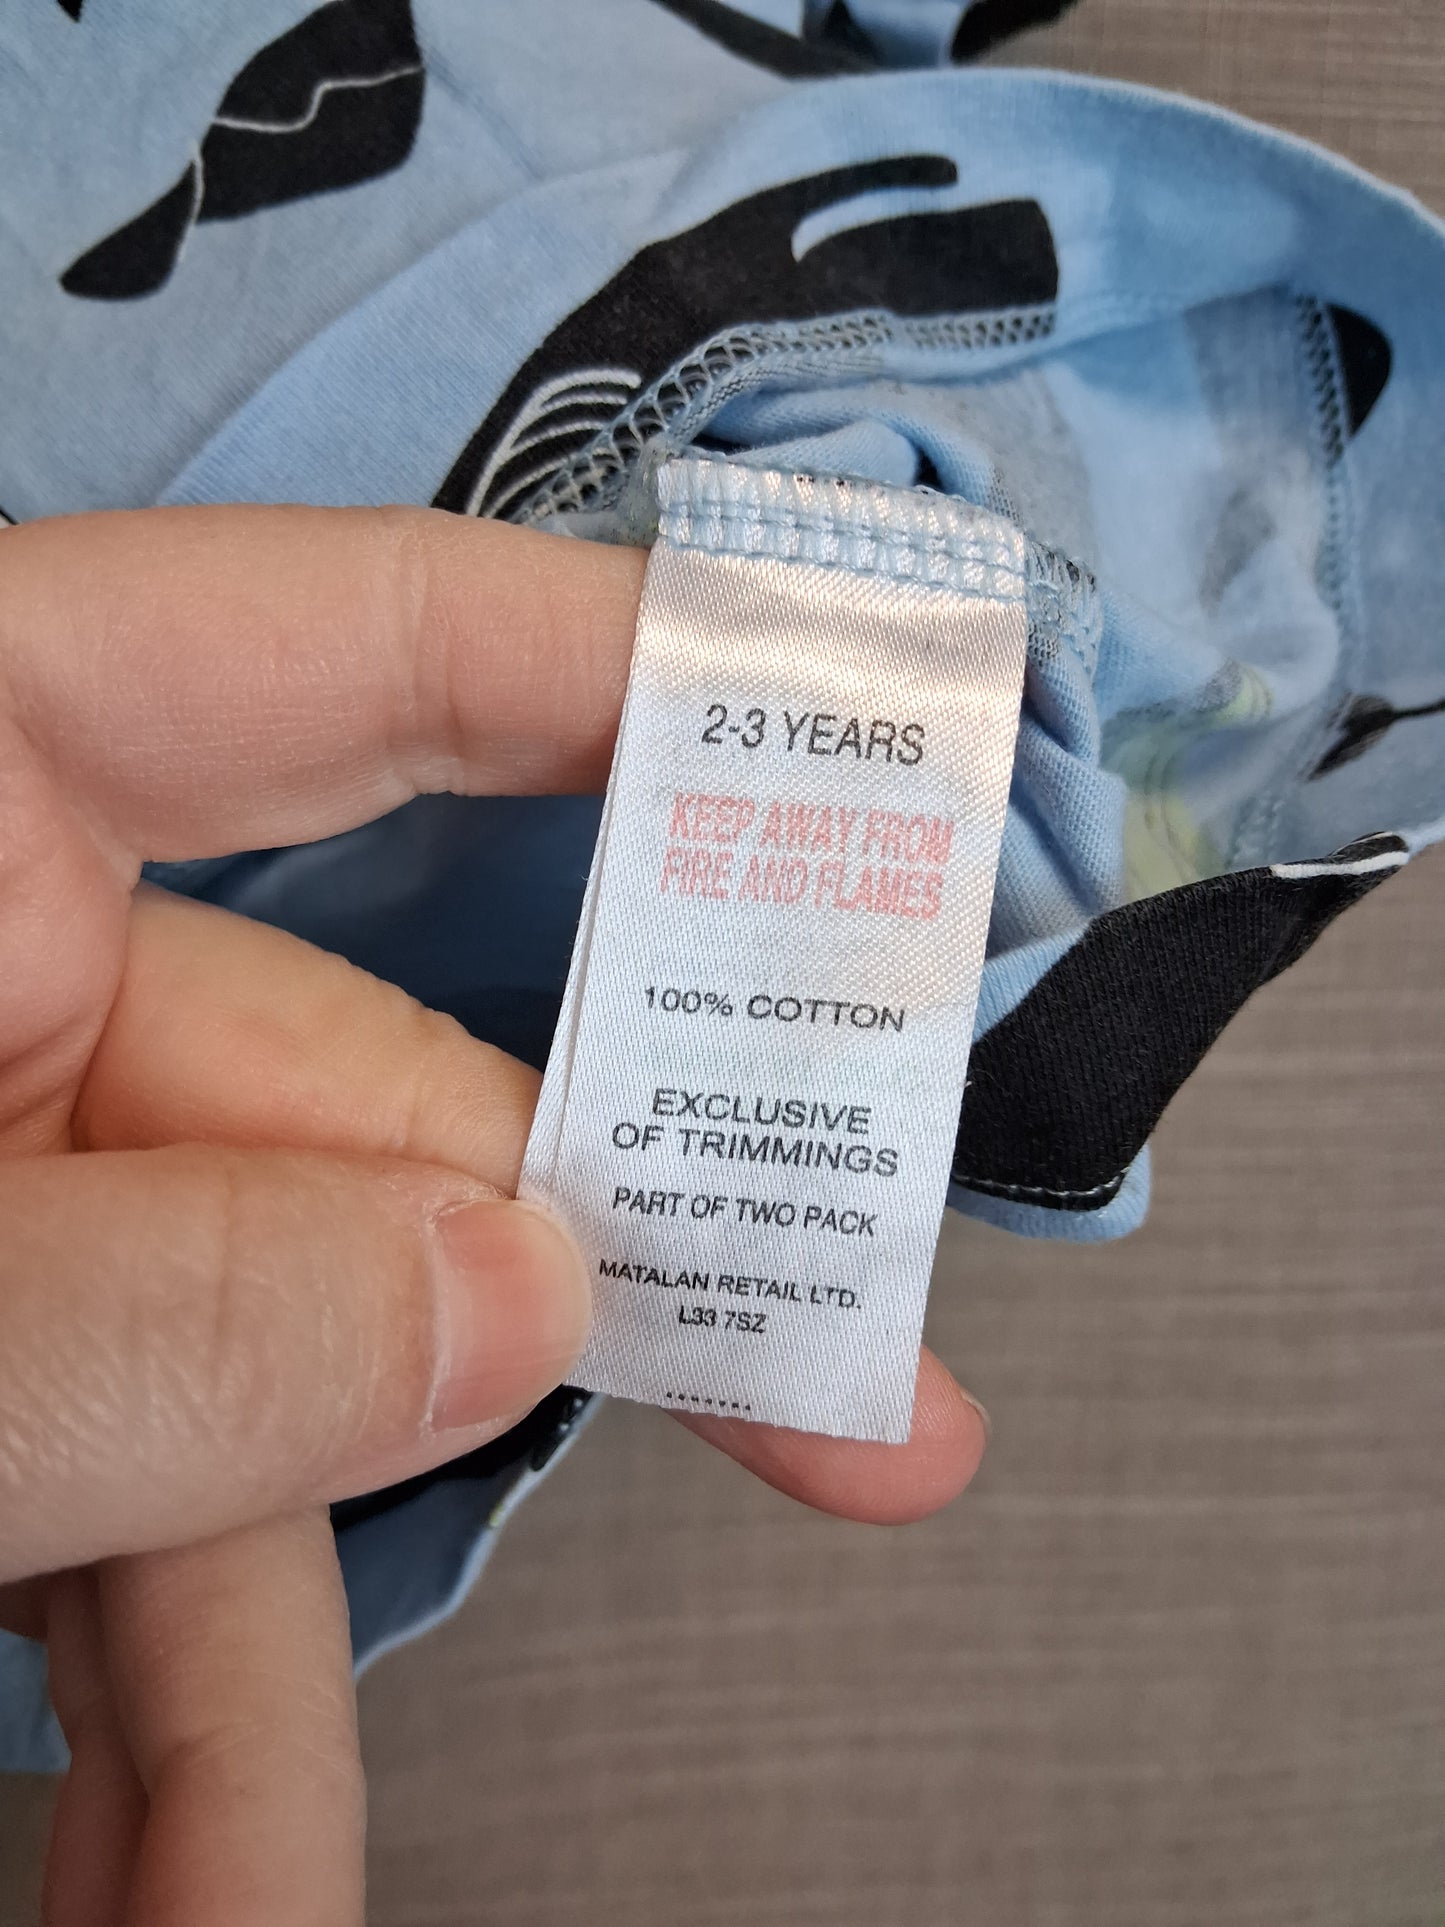 2-3 YEARS
KEEP AWAY FROM
FIRE AND FLAMES
100% COTTON
EXCLUSIVE
OF TRIMMINGS
PART OF TWO PACK
MATALAN RETAIL LTD.
L33 7SZ